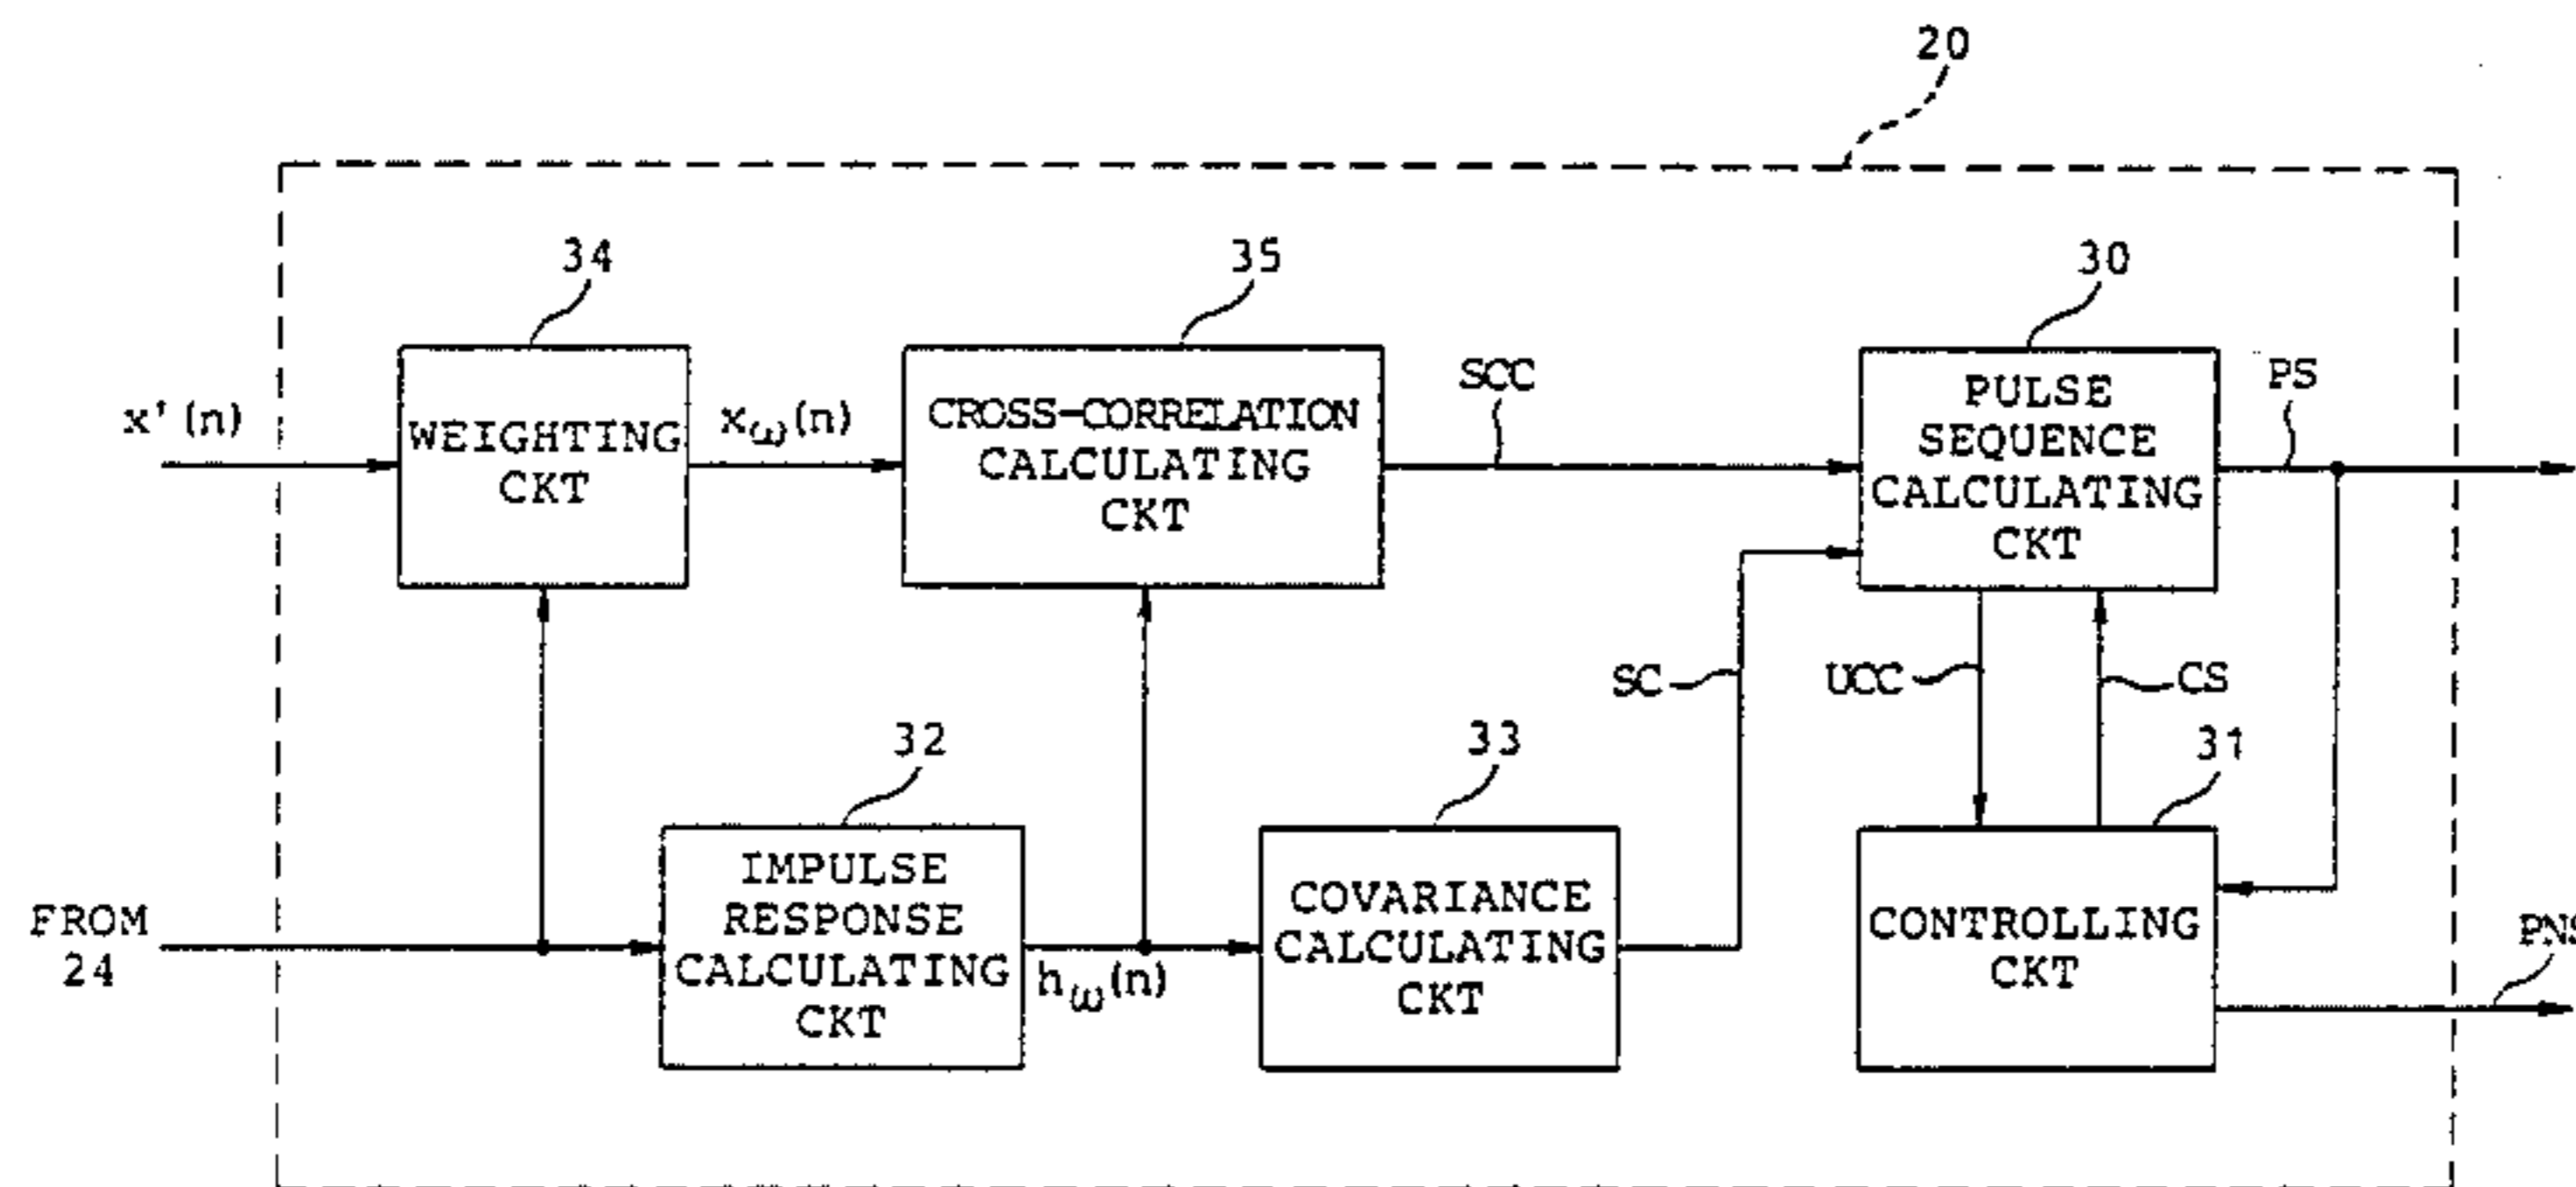 20
34
35
30
x'(n)
WEIGHTING
CKT
xω(n)
CROSS-CORRELATION
CALCULATING
CKT
SCC
PULSE
SEQUENCE
CALCULATING
CKT
PS
SC
UCC
CS
32
33
31
FROM
24
IMPULSE
RESPONSE
CALCULATING
CKT
hω(n)
COVARIANCE
CALCULATING
CKT
CONTROLLING
CKT
PNS